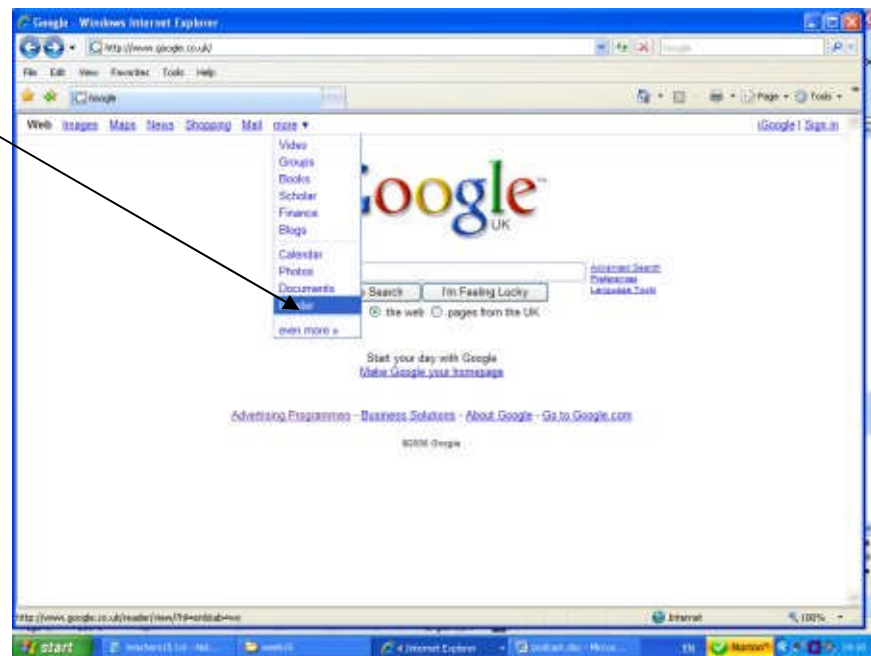 Google - Windows Internet Explorer
http://www.google.co.uk/
File Edit View Favorites Tools Help
Google
Page Tools
Web Images Maps News Shopping Mail more ▼
iGoogle | Sign in
Video
Groups
Books
Scholar
Finance
Blogs
Calendar
Photos
Documents
even more »
Google
UK
Search I'm Feeling Lucky
Advanced Search
Preferences
Language Tools
the web pages from the UK
Start your day with Google
Make Google your homepage
Advertising Programmes - Business Solutions - About Google - Go to Google.com
Google
Internet
100%
start
Internet Explorer
EN
Norton